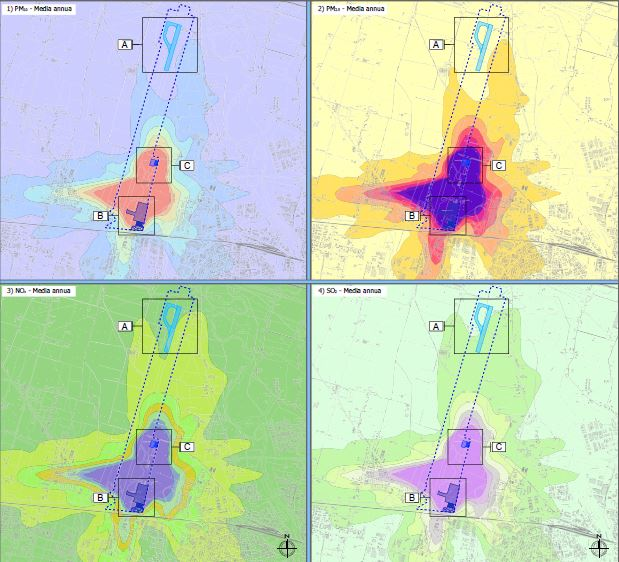 1) PM₁₀ - Media annua
A
C
B
2) PM₂.₅ - Media annua
A
C
B
3) NOₓ - Media annua
A
C
B
N
4) SO₂ - Media annua
A
C
B
N